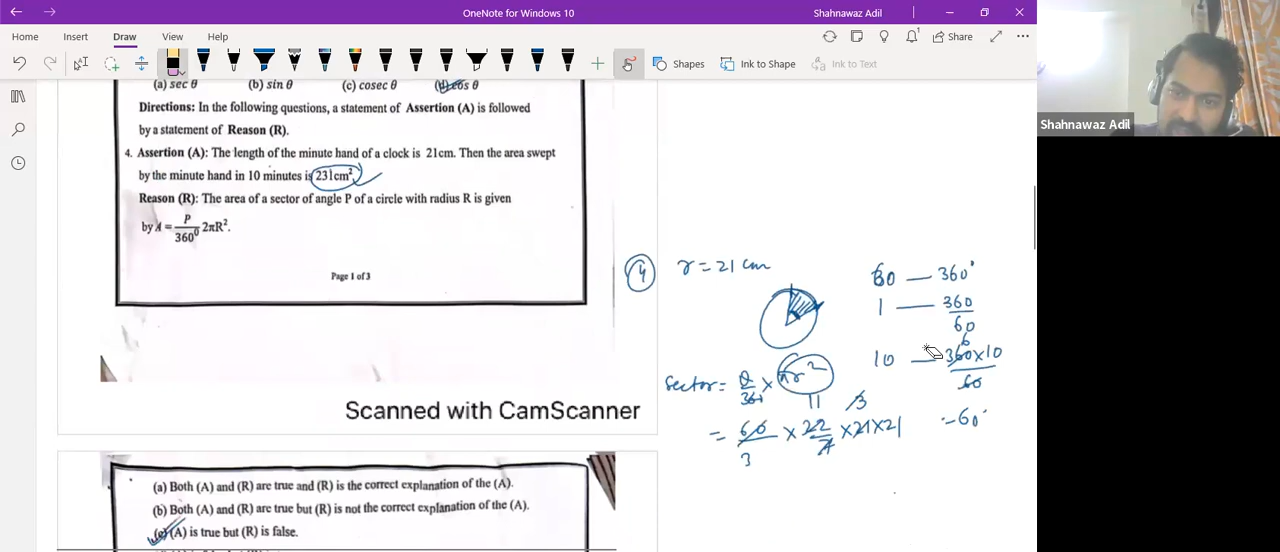 OneNote for Windows 10
Shahnawaz Adil
Home Insert Draw View Help
Share
Shapes Ink to Shape Ink to Text
(a) sec θ (b) sin θ (c) cosec θ (d) cos θ
Directions: In the following questions, a statement of Assertion (A) is followed
by a statement of Reason (R).
4. Assertion (A): The length of the minute hand of a clock is 21cm. Then the area swept
by the minute hand in 10 minutes is 231cm².
Reason (R): The area of a sector of angle P of a circle with radius R is given
by A = P/360⁰ 2πR².
Page 1 of 3
Scanned with CamScanner
(a) Both (A) and (R) are true and (R) is the correct explanation of the (A).
(b) Both (A) and (R) are true but (R) is not the correct explanation of the (A).
(c) (A) is true but (R) is false.
4 r = 21 cm
60 — 360°
1 — 360/60
10 — 360×10/60
= 60°
Sector = θ/360 × πr²
11 3
= 60/3 × 22/7 × 21 × 21
Shahnawaz Adil